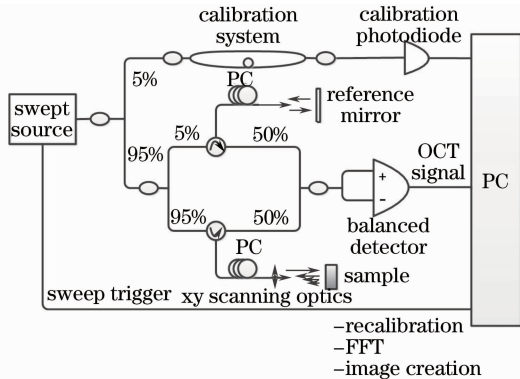 calibration
system
calibration
photodiode
5%
PC
reference
mirror
swept
source
95%
5%
50%
OCT
signal
PC
+
−
95%
50%
balanced
detector
PC
sample
sweep trigger
xy scanning optics
−recalibration
−FFT
−image creation